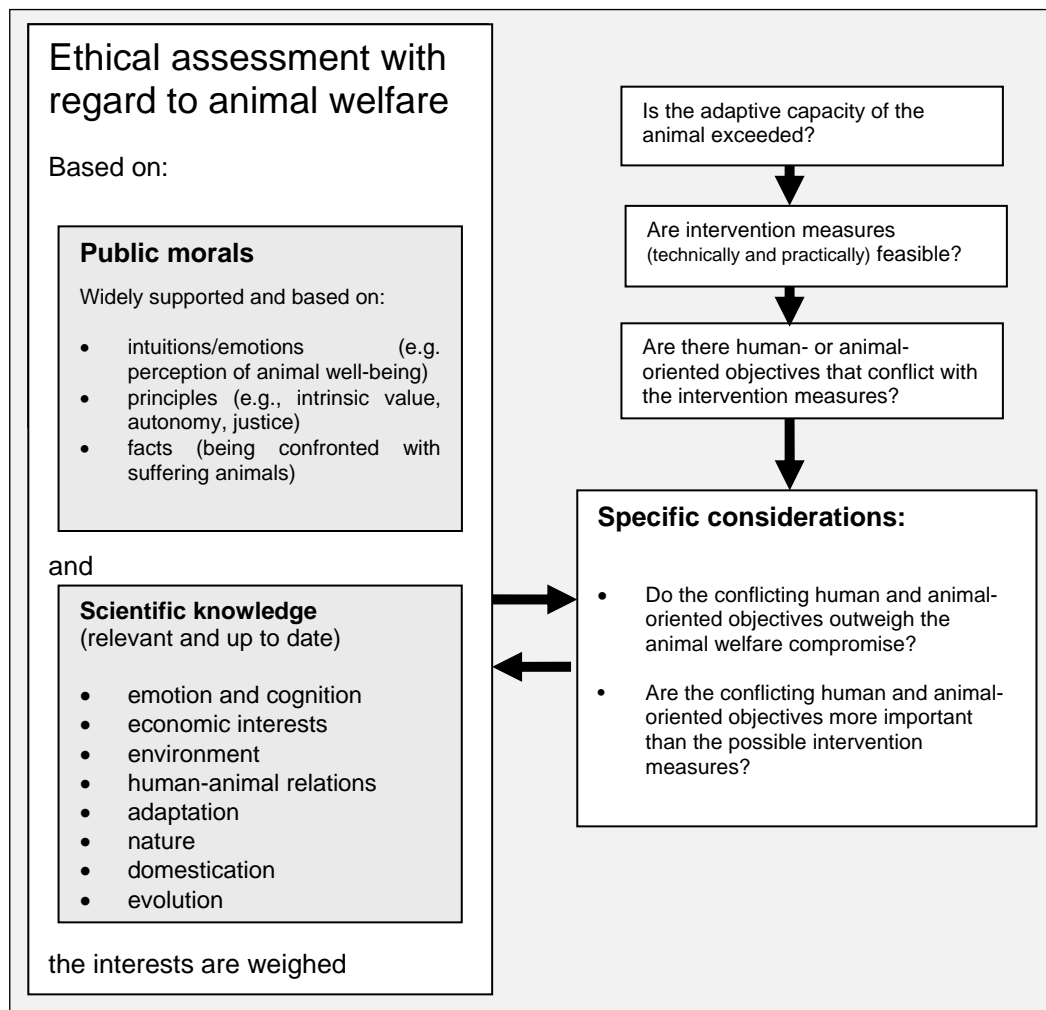 Ethical assessment with
regard to animal welfare
Based on:
Public morals
Widely supported and based on:
• intuitions/emotions (e.g.
perception of animal well-being)
• principles (e.g., intrinsic value,
autonomy, justice)
• facts (being confronted with
suffering animals)
and
Scientific knowledge
(relevant and up to date)
• emotion and cognition
• economic interests
• environment
• human-animal relations
• adaptation
• nature
• domestication
• evolution
the interests are weighed
Is the adaptive capacity of the
animal exceeded?
Are intervention measures
(technically and practically) feasible?
Are there human- or animal-
oriented objectives that conflict with
the intervention measures?
Specific considerations:
• Do the conflicting human and animal-
oriented objectives outweigh the
animal welfare compromise?
• Are the conflicting human and animal-
oriented objectives more important
than the possible intervention
measures?